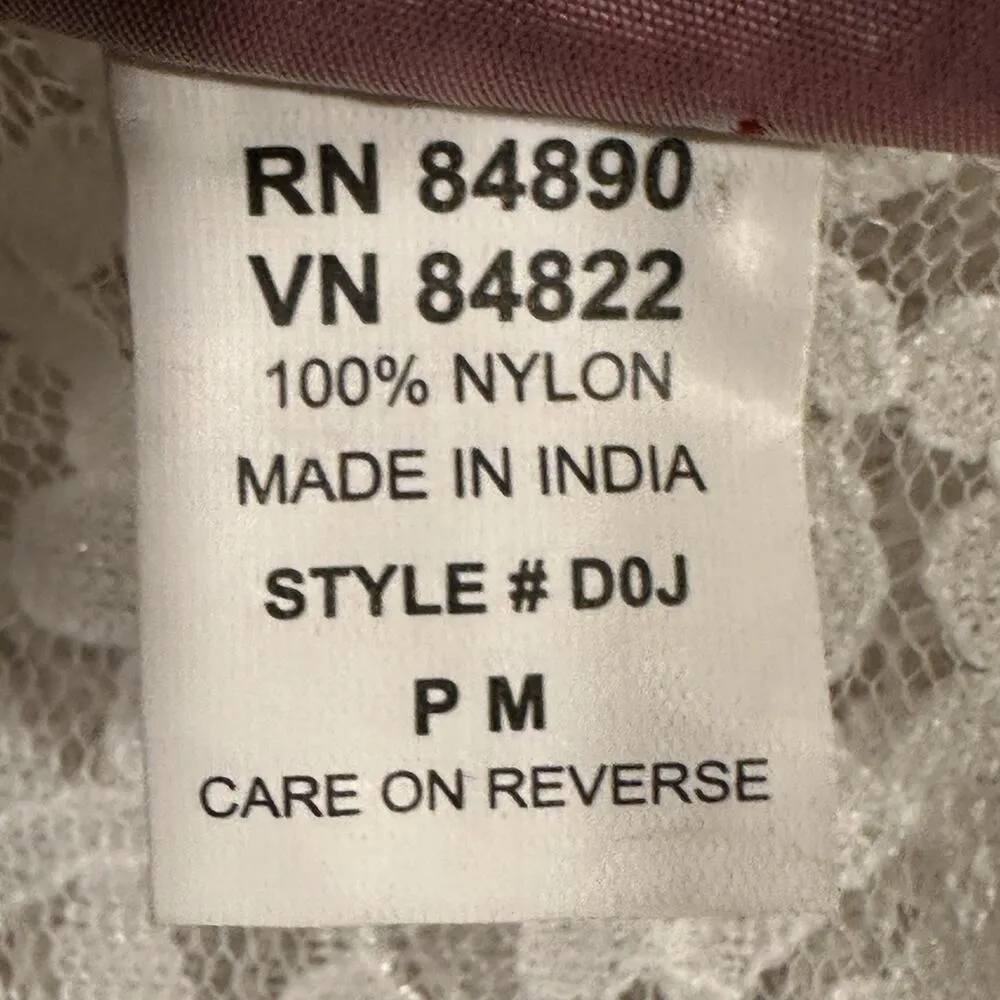 RN 84890
VN 84822
100% NYLON
MADE IN INDIA
STYLE # D0J
P M
CARE ON REVERSE